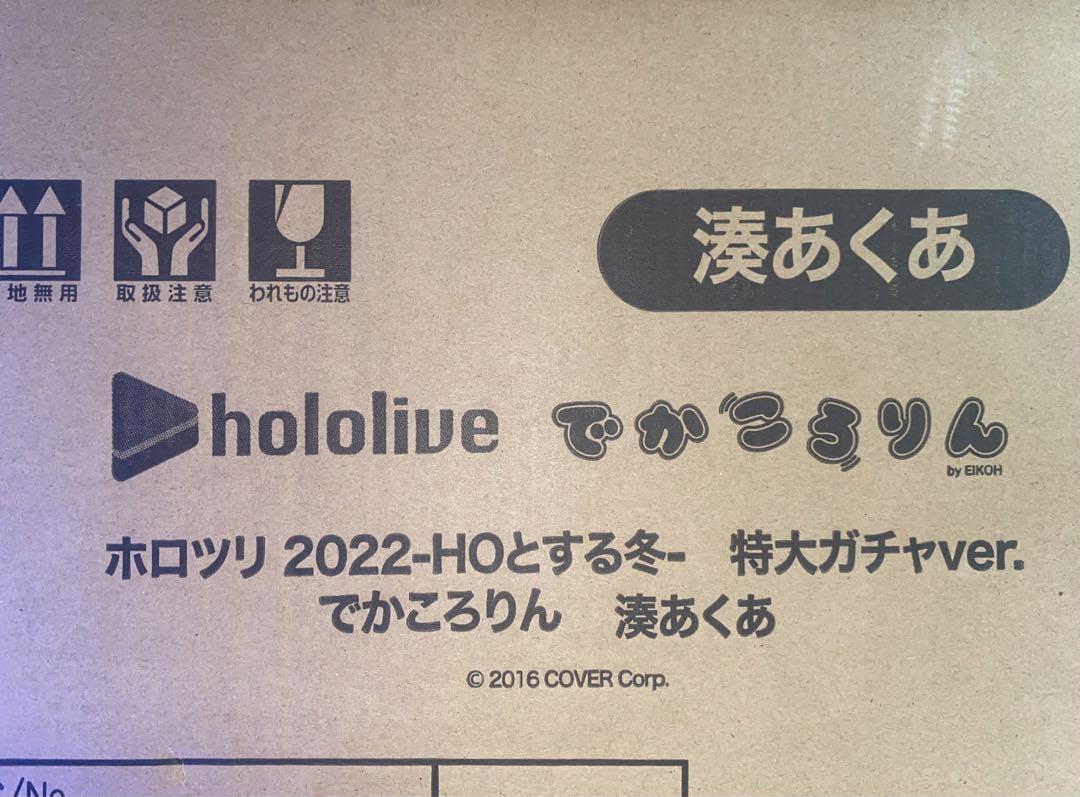 湊あくあ
地無用 取扱注意 われもの注意
hololive でかころりん
by EIKOH
ホロツリ 2022-HOとする冬- 特大ガチャver.
でかころりん 湊あくあ
© 2016 COVER Corp.
/No